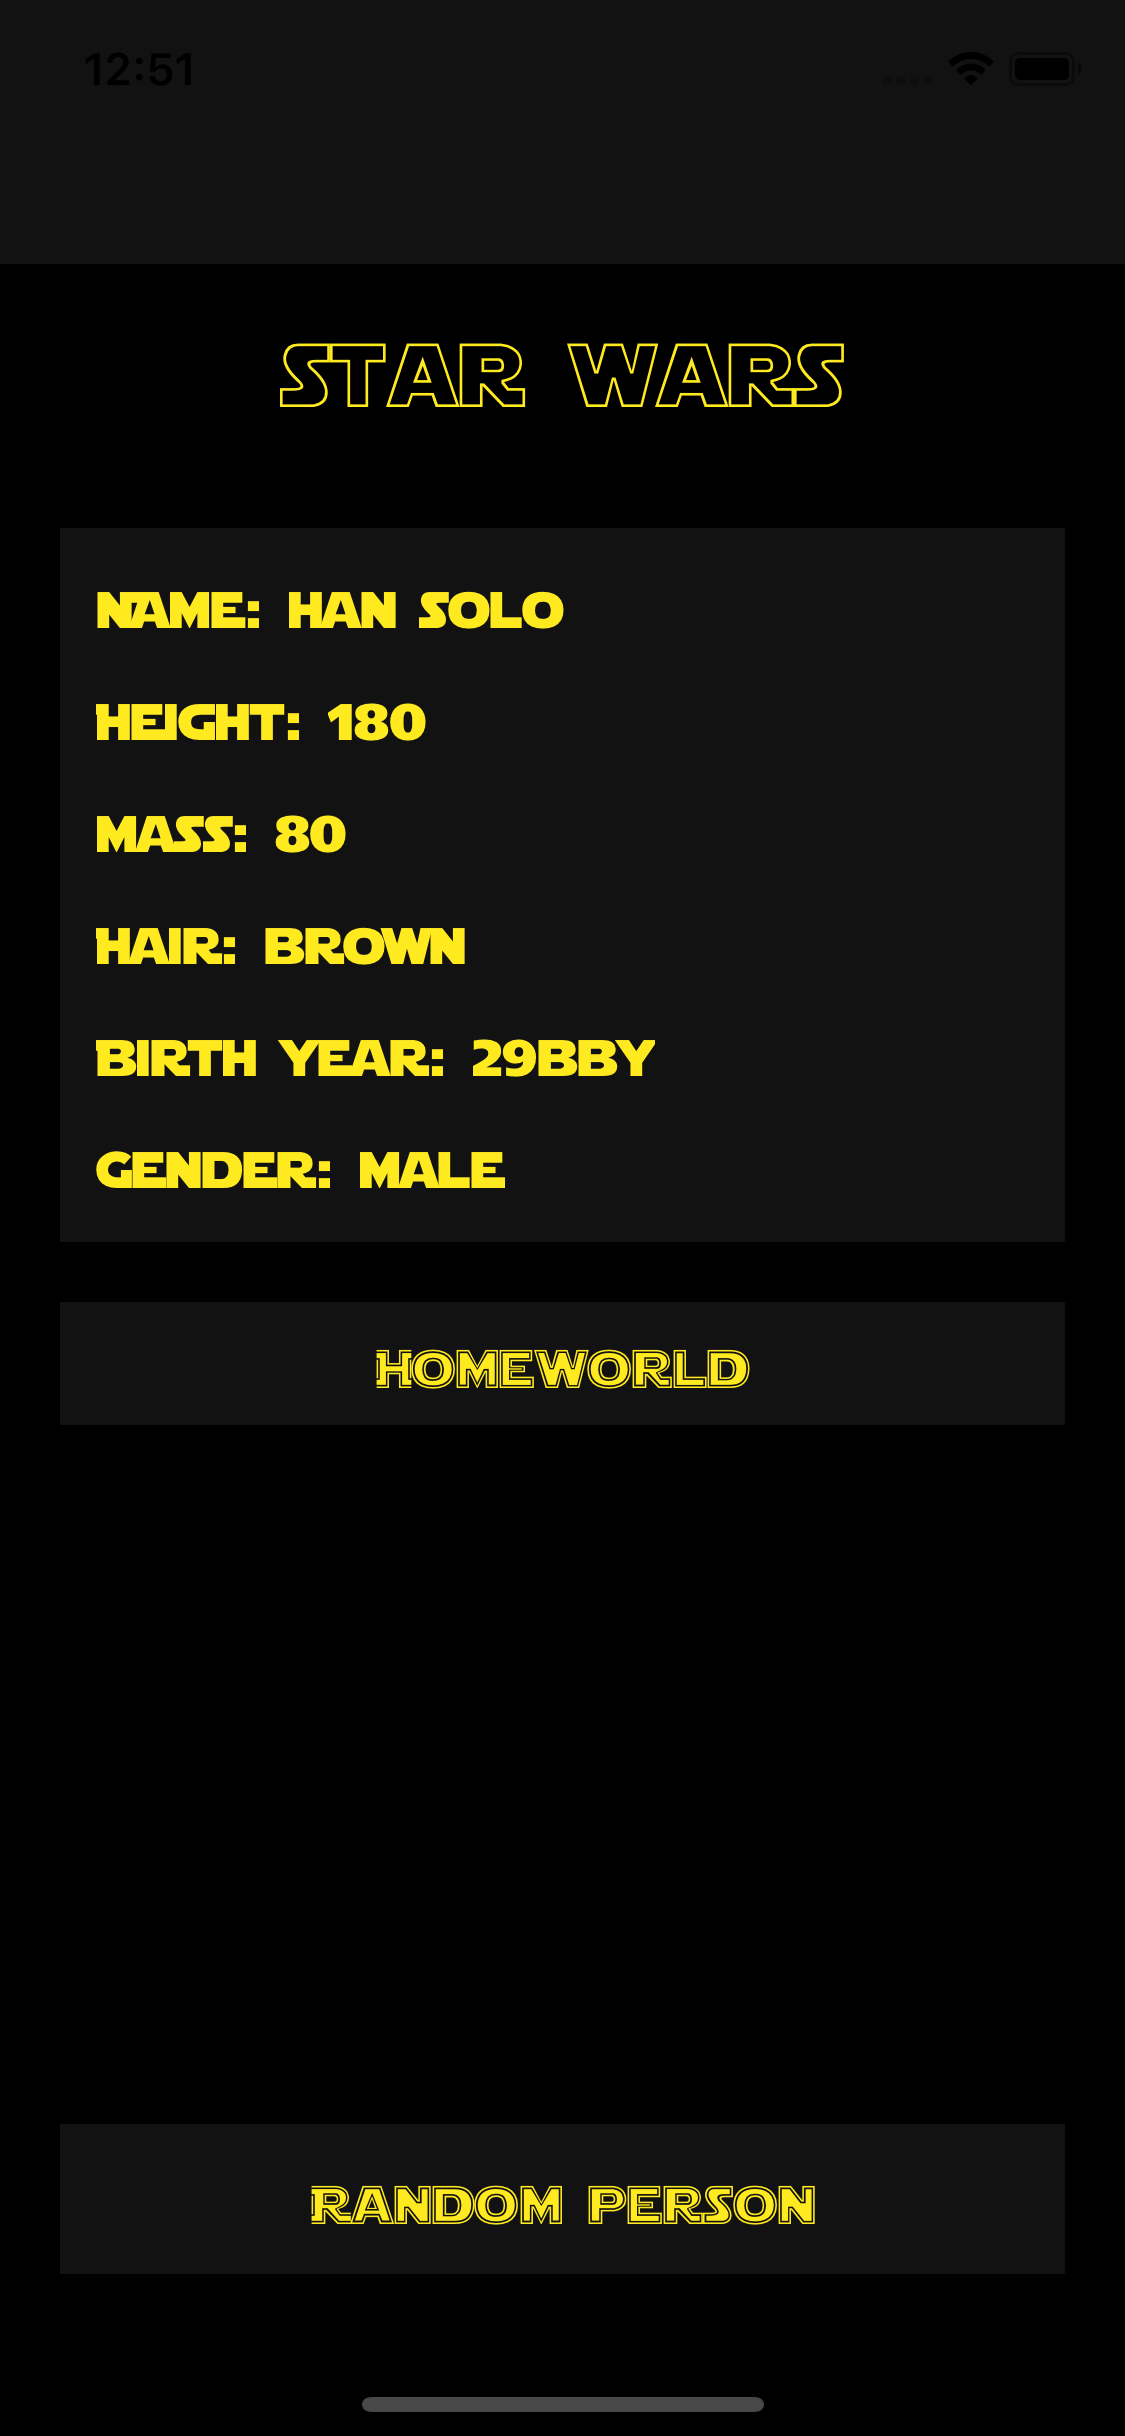 12:51
STAR WARS
NAME: HAN SOLO
HEIGHT: 180
MASS: 80
HAIR: BROWN
BIRTH YEAR: 29BBY
GENDER: MALE
HOMEWORLD
RANDOM PERSON